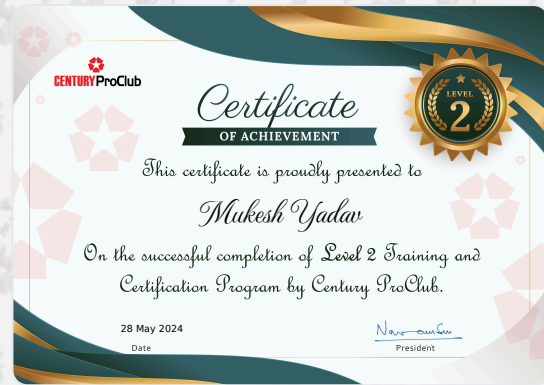 CENTURY ProClub
Certificate
OF ACHIEVEMENT
LEVEL
2
This certificate is proudly presented to
Mukesh Yadav
On the successful completion of Level 2 Training and
Certification Program by Century ProClub.
28 May 2024
Date
President